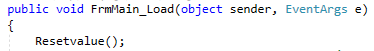 public void FrmMain_Load(object sender, EventArgs e)
{
Resetvalue();